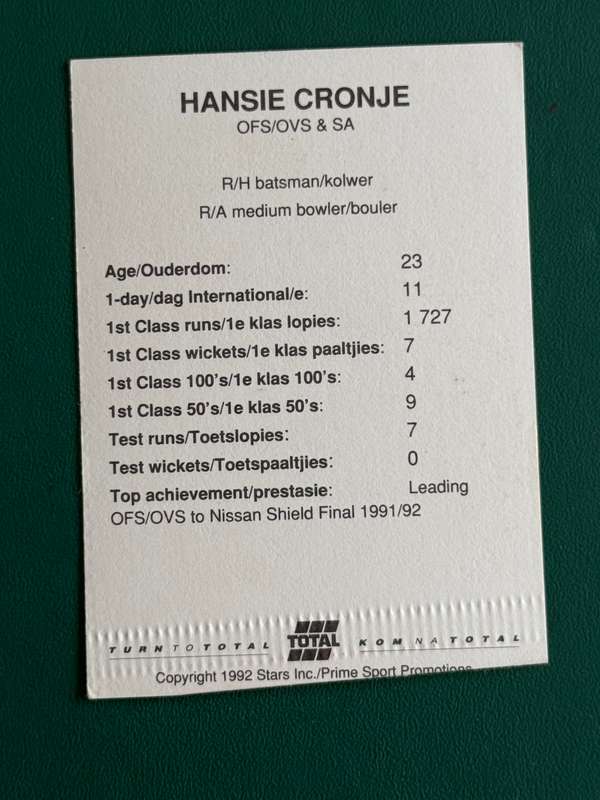 HANSIE CRONJE
OFS/OVS & SA
R/H batsman/kolwer
R/A medium bowler/bouler
Age/Ouderdom: 23
1-day/dag International/e: 11
1st Class runs/1e klas lopies: 1 727
1st Class wickets/1e klas paaltjies: 7
1st Class 100's/1e klas 100's: 4
1st Class 50's/1e klas 50's: 9
Test runs/Toetslopies: 7
Test wickets/Toetspaaltjies: 0
Top achievement/prestasie: Leading
OFS/OVS to Nissan Shield Final 1991/92
TURN TO TOTAL TOTAL KOM NA TOTAL
Copyright 1992 Stars Inc./Prime Sport Promotions